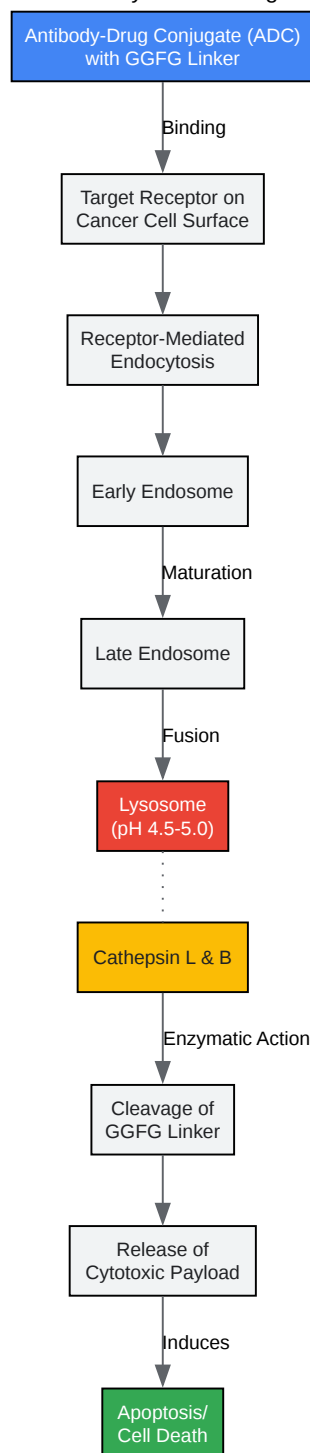 Antibody-Drug Conjugate (ADC)
with GGFG Linker
Binding
Target Receptor on
Cancer Cell Surface
Receptor-Mediated
Endocytosis
Early Endosome
Maturation
Late Endosome
Fusion
Lysosome
(pH 4.5-5.0)
Cathepsin L & B
Enzymatic Action
Cleavage of
GGFG Linker
Release of
Cytotoxic Payload
Induces
Apoptosis/
Cell Death